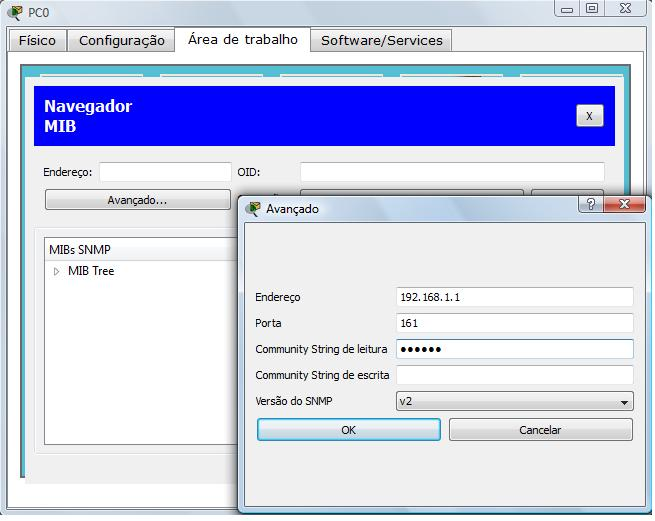 PC0
Físico Configuração Área de trabalho Software/Services
Navegador
MIB
X
Endereço: OID:
Avançado...
MIBs SNMP
MIB Tree
Avançado
Endereço 192.168.1.1
Porta 161
Community String de leitura ••••••
Community String de escrita
Versão do SNMP v2
OK Cancelar